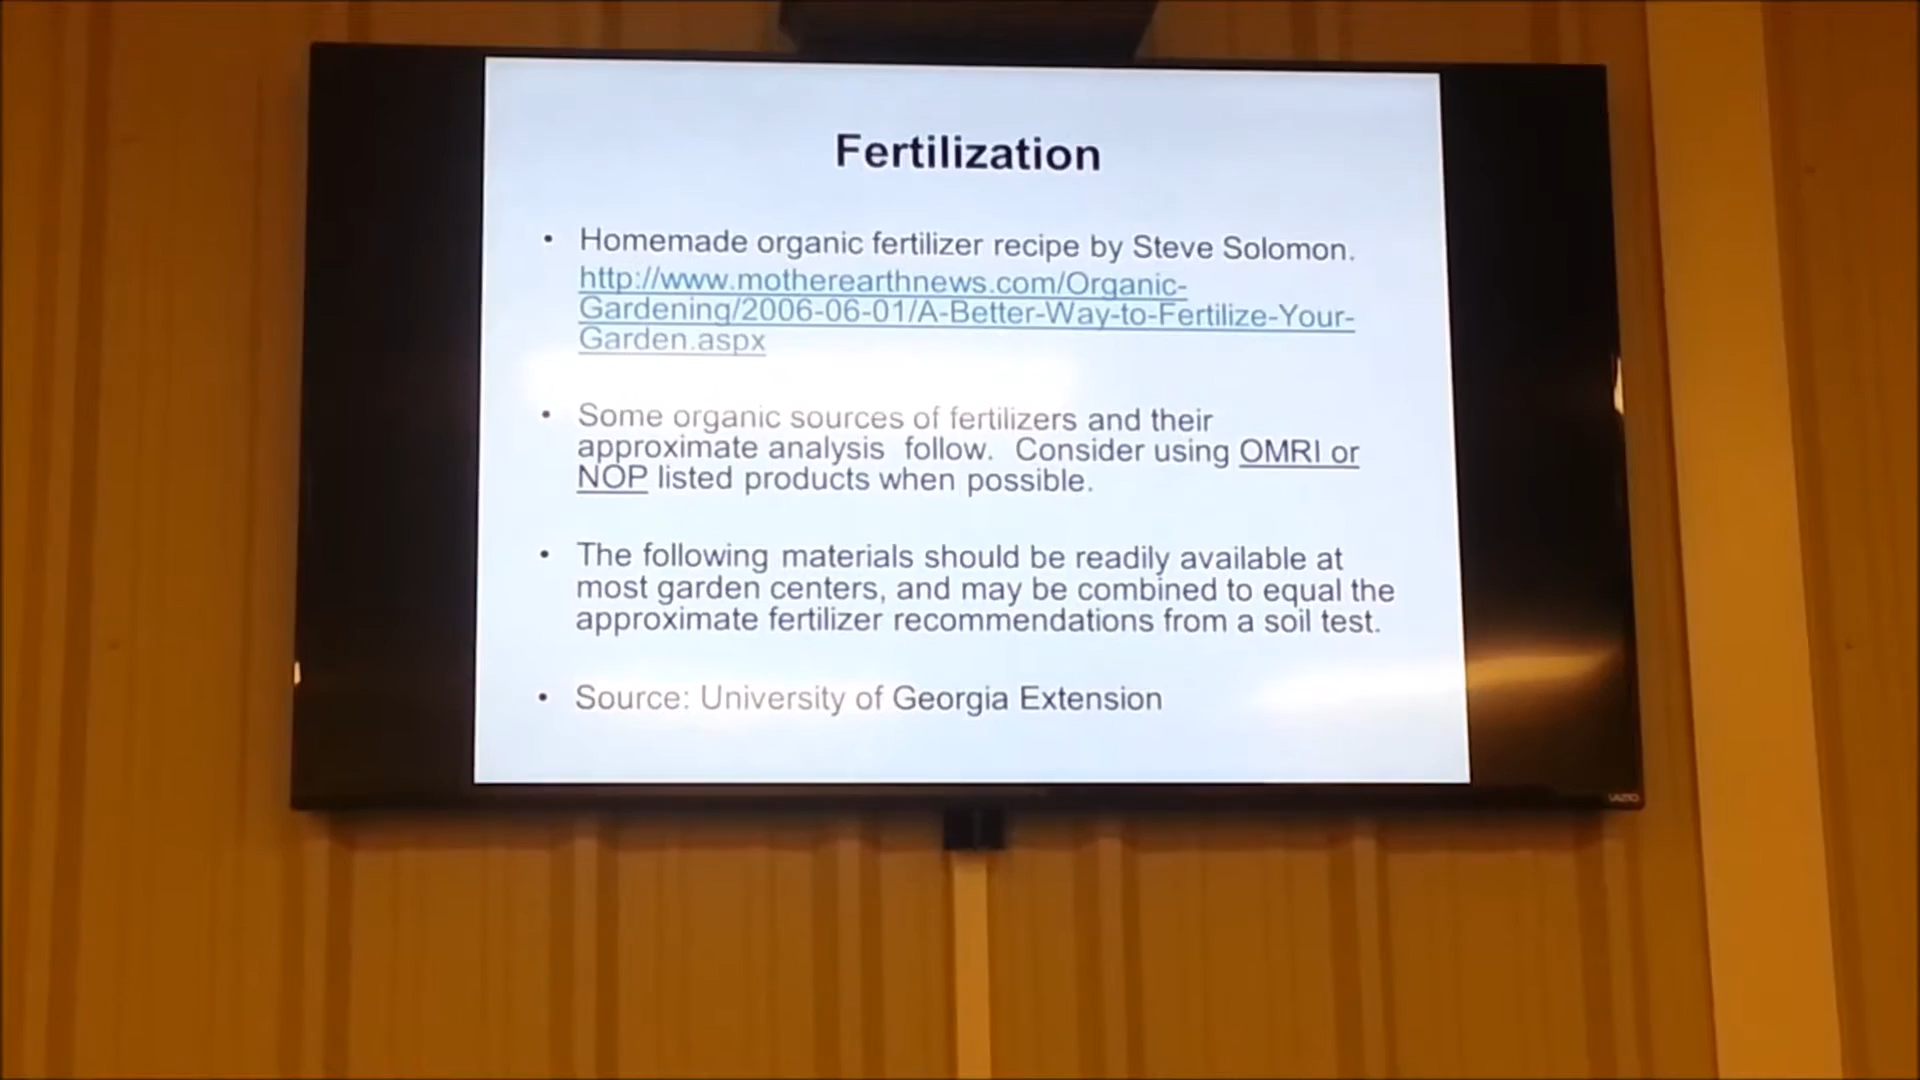 Fertilization
• Homemade organic fertilizer recipe by Steve Solomon.
http://www.motherearthnews.com/Organic-
Gardening/2006-06-01/A-Better-Way-to-Fertilize-Your-
Garden.aspx
• Some organic sources of fertilizers and their
approximate analysis follow. Consider using OMRI or
NOP listed products when possible.
• The following materials should be readily available at
most garden centers, and may be combined to equal the
approximate fertilizer recommendations from a soil test.
• Source: University of Georgia Extension
VIZIO